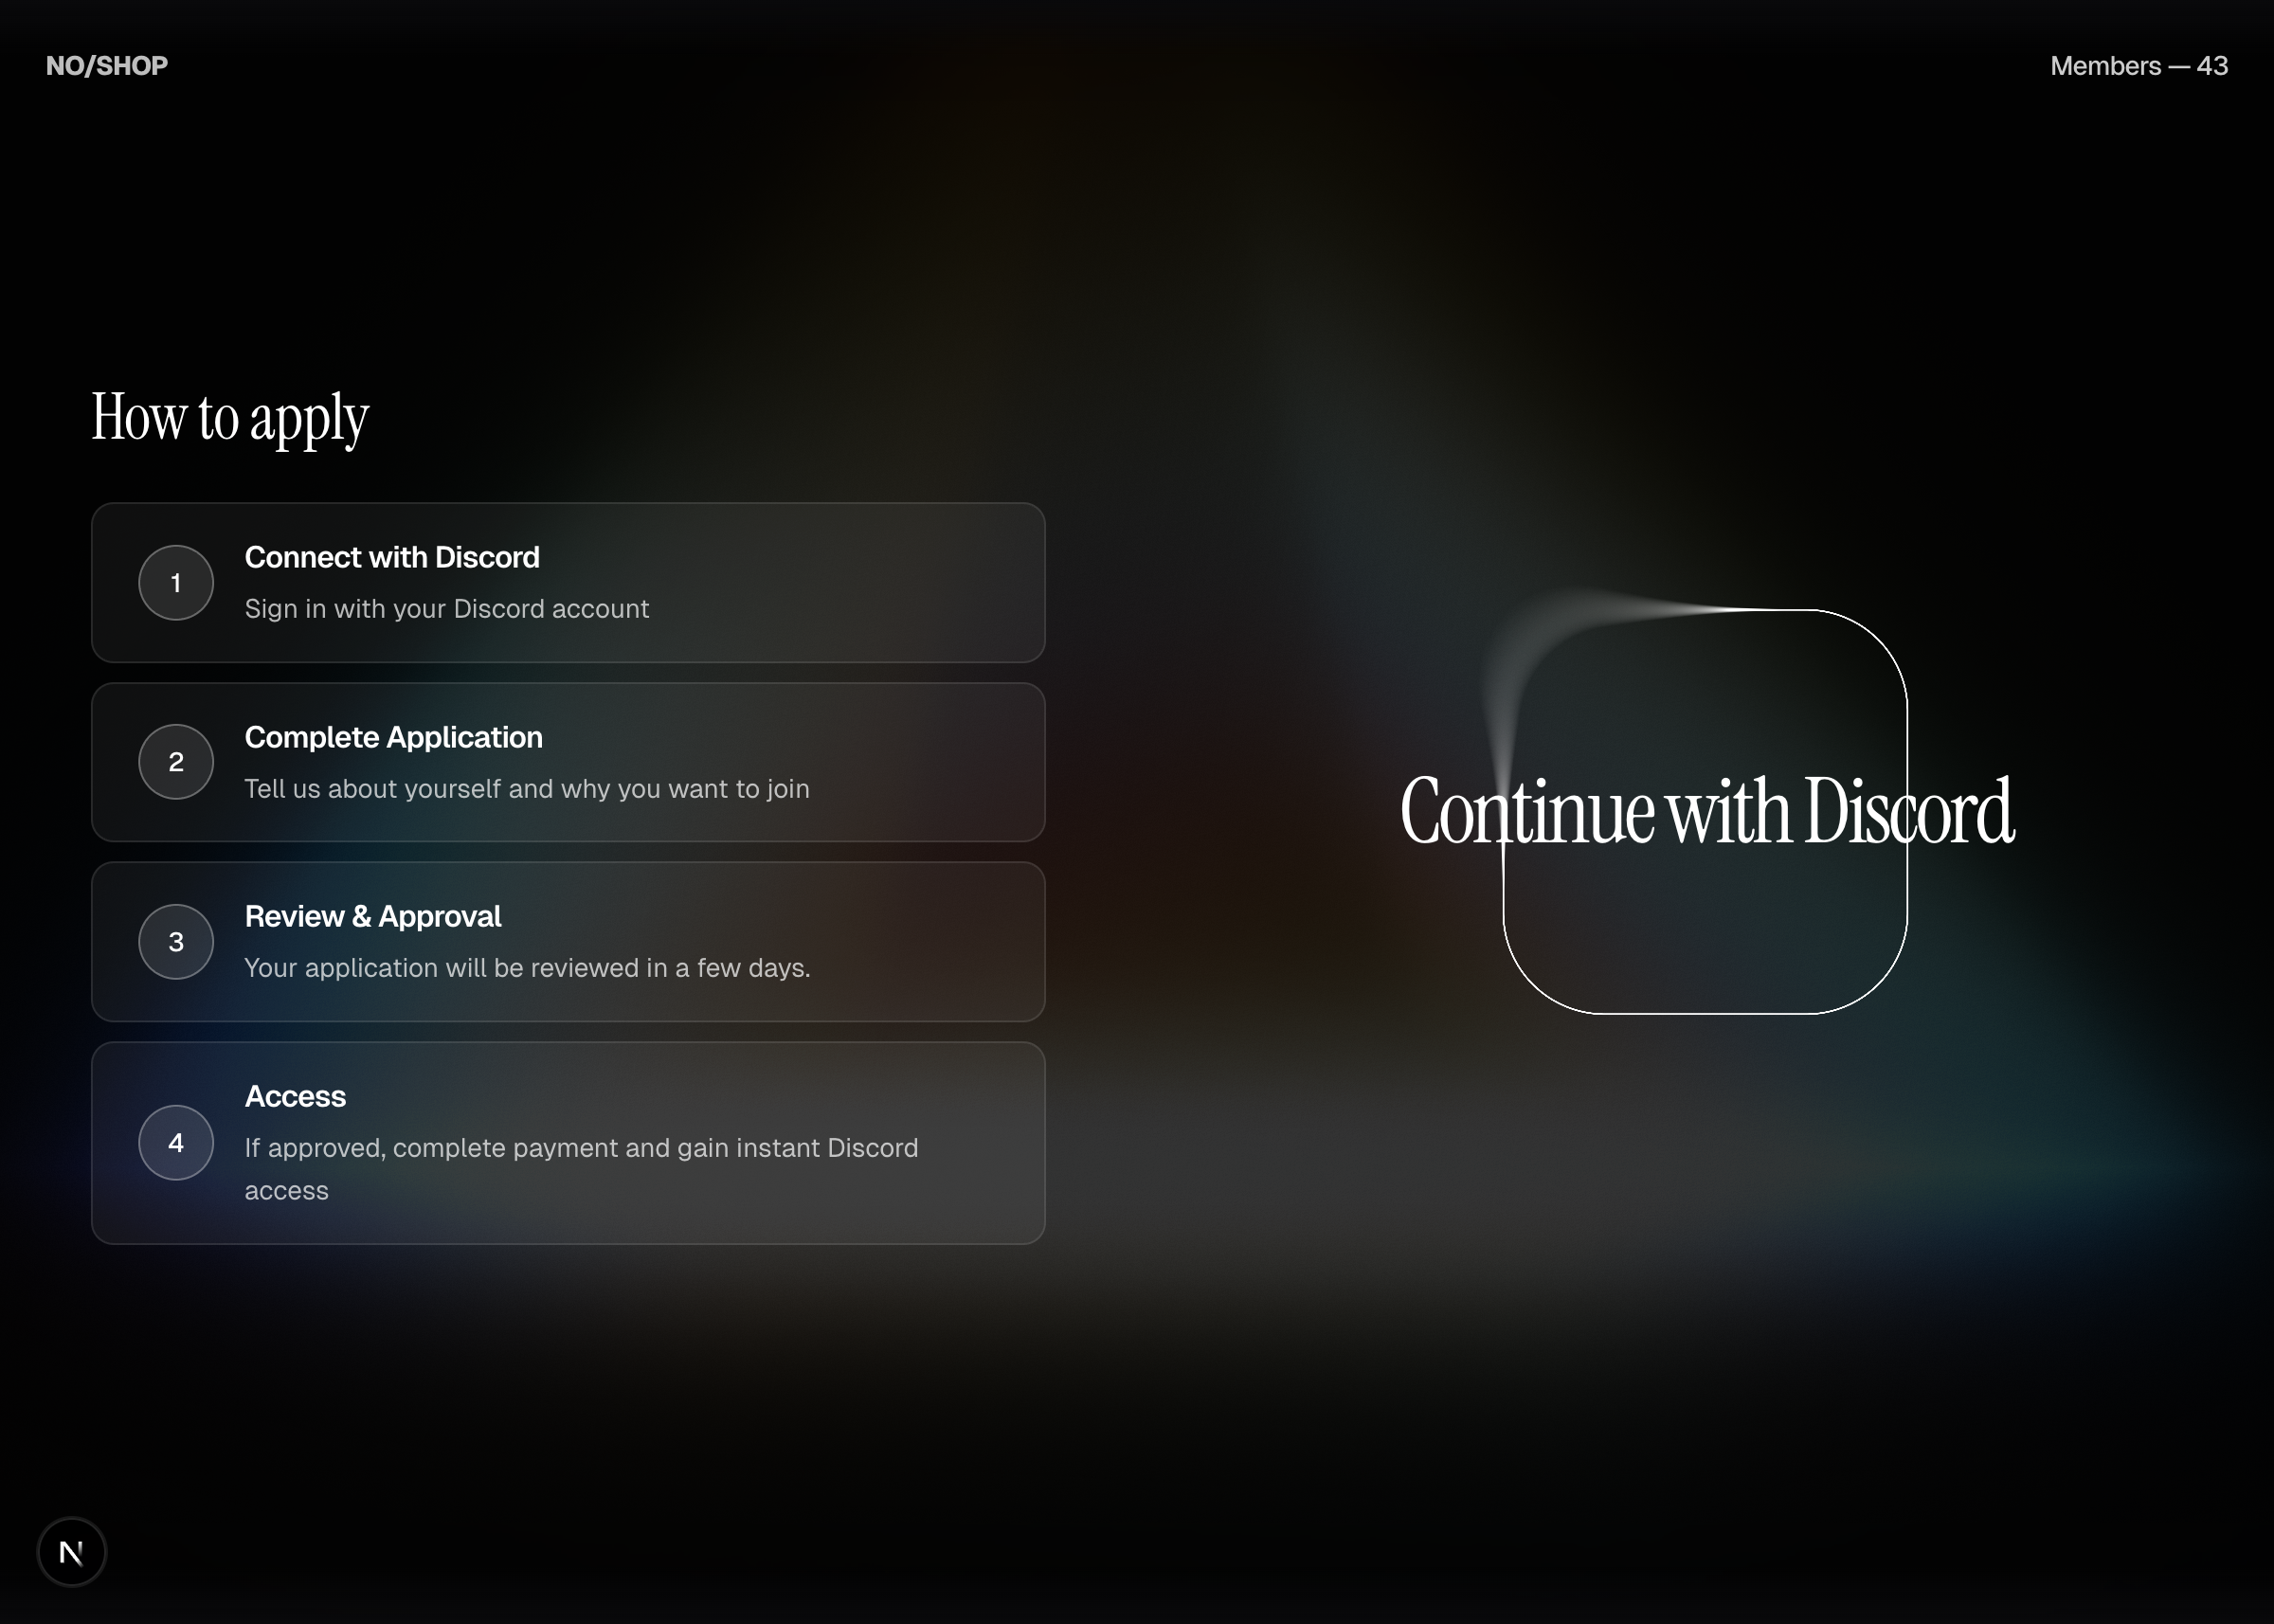 NO/SHOP
Members — 43
How to apply
1
Connect with Discord
Sign in with your Discord account
2
Complete Application
Tell us about yourself and why you want to join
3
Review & Approval
Your application will be reviewed in a few days.
4
Access
If approved, complete payment and gain instant Discord
access
Continue with Discord
N